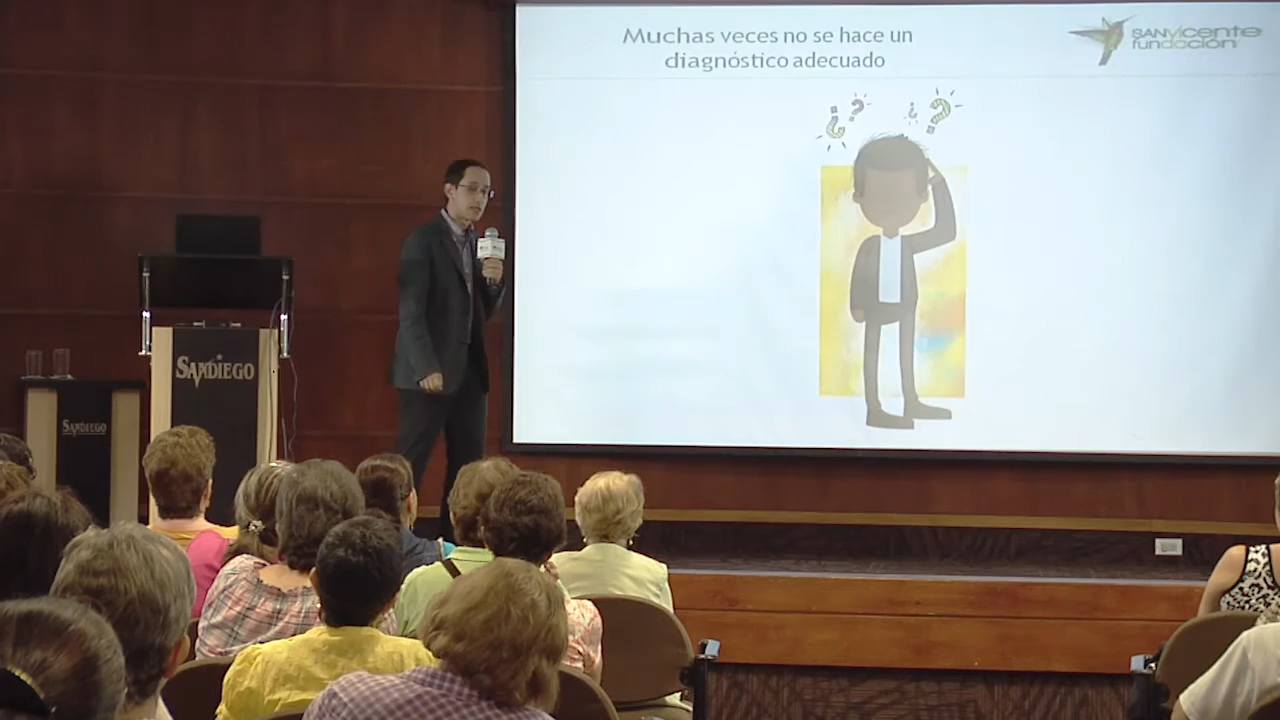 Muchas veces no se hace un
diagnóstico adecuado
SANVicente
fundación
¿?
¿?
SANDIEGO
SANDIEGO